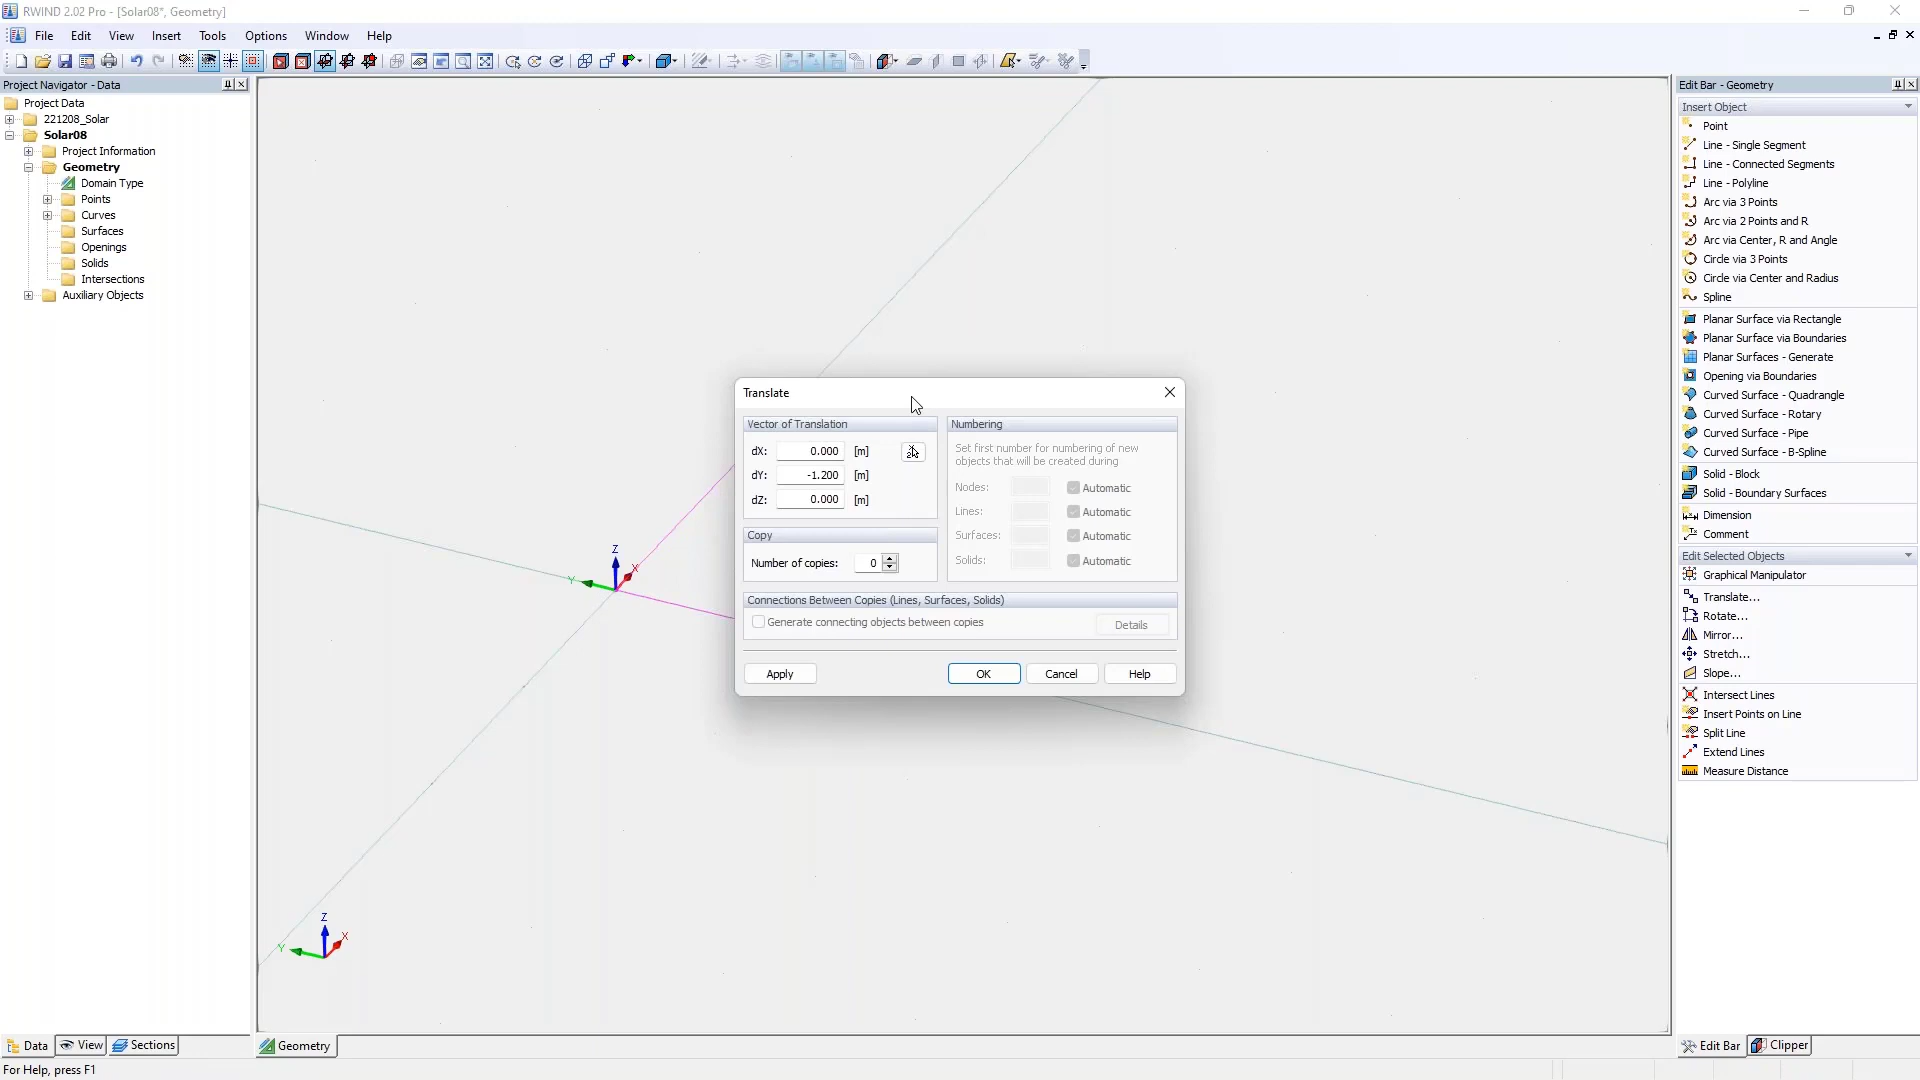 RWIND 2.02 Pro - [Solar08*, Geometry]
File Edit View Insert Tools Options Window Help
Project Navigator - Data
Project Data
221208_Solar
Solar08
Project Information
Geometry
Domain Type
Points
Curves
Surfaces
Openings
Solids
Intersections
Auxiliary Objects
Data View Sections
Z
Y
X
Z
Y
X
Translate
Vector of Translation
dX: 0.000 [m]
dY: -1.200 [m]
dZ: 0.000 [m]
Copy
Number of copies: 0
Numbering
Set first number for numbering of new
objects that will be created during
Nodes: Automatic
Lines: Automatic
Surfaces: Automatic
Solids: Automatic
Connections Between Copies (Lines, Surfaces, Solids)
Generate connecting objects between copies Details
Apply OK Cancel Help
Geometry
Edit Bar - Geometry
Insert Object
Point
Line - Single Segment
Line - Connected Segments
Line - Polyline
Arc via 3 Points
Arc via 2 Points and R
Arc via Center, R and Angle
Circle via 3 Points
Circle via Center and Radius
Spline
Planar Surface via Rectangle
Planar Surface via Boundaries
Planar Surfaces - Generate
Opening via Boundaries
Curved Surface - Quadrangle
Curved Surface - Rotary
Curved Surface - Pipe
Curved Surface - B-Spline
Solid - Block
Solid - Boundary Surfaces
Dimension
Comment
Edit Selected Objects
Graphical Manipulator
Translate...
Rotate...
Mirror...
Stretch...
Slope...
Intersect Lines
Insert Points on Line
Split Line
Extend Lines
Measure Distance
Edit Bar Clipper
For Help, press F1